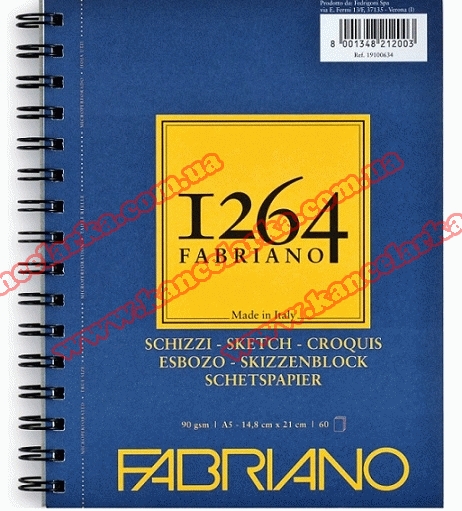 Prodotto da: Fedrigoni Spa
via E. Fermi 13/F, 37135 - Verona (I)
8 001348 212003
Ref. 19100634
1264
FABRIANO
Made in Italy
SCHIZZI - SKETCH - CROQUIS
ESBOZO - SKIZZENBLOCK
SCHETSPAPIER
90 gsm | A5 - 14,8 cm x 21 cm | 60
FABRIANO
www.kancelarka.com.ua
www.kancelarka.com.ua